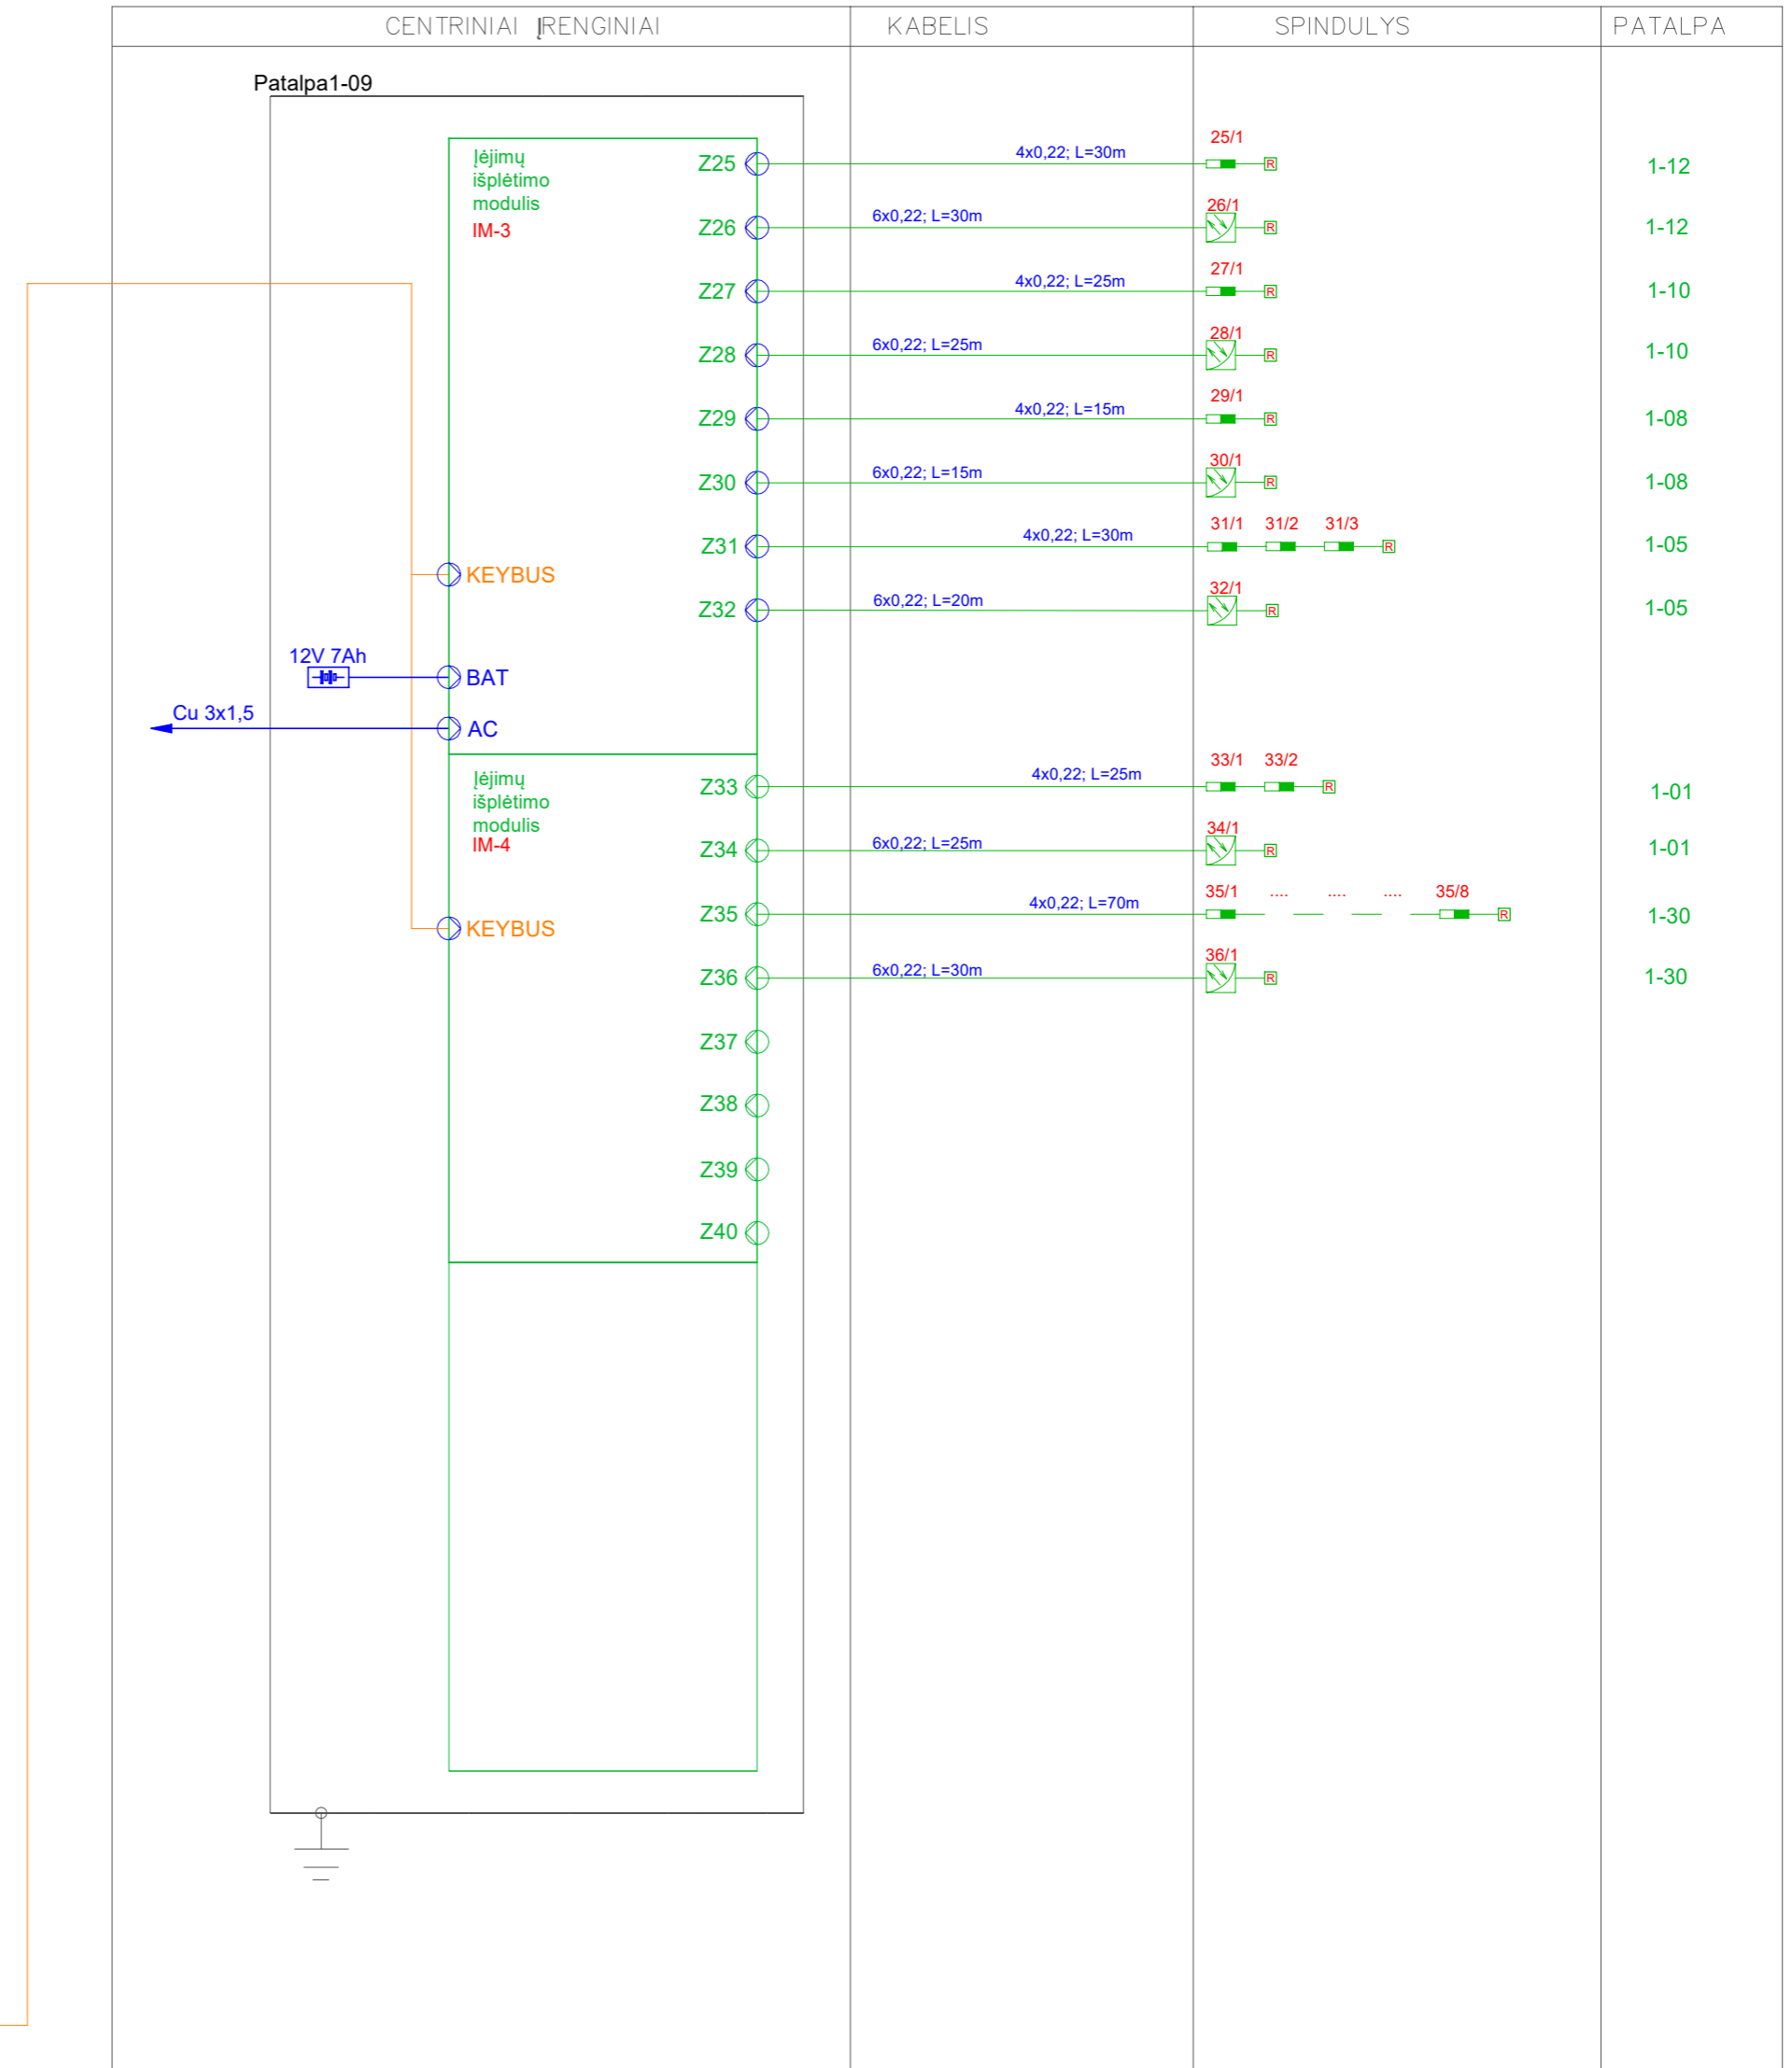 CENTRINIAI ĮRENGINIAI KABELIS SPINDULYS PATALPA
Patalpa1-09
Įėjimų
išplėtimo
modulis
IM-3
Z25 4x0,22; L=30m 25/1 R 1-12
Z26 6x0,22; L=30m 26/1 R 1-12
Z27 4x0,22; L=25m 27/1 R 1-10
Z28 6x0,22; L=25m 28/1 R 1-10
Z29 4x0,22; L=15m 29/1 R 1-08
Z30 6x0,22; L=15m 30/1 R 1-08
Z31 4x0,22; L=30m 31/1 31/2 31/3 R 1-05
KEYBUS
Z32 6x0,22; L=20m 32/1 R 1-05
12V 7Ah
BAT
Cu 3x1,5
AC
Įėjimų
išplėtimo
modulis
IM-4
Z33 4x0,22; L=25m 33/1 33/2 R 1-01
Z34 6x0,22; L=25m 34/1 R 1-01
Z35 4x0,22; L=70m 35/1 .... .... .... 35/8 R 1-30
KEYBUS
Z36 6x0,22; L=30m 36/1 R 1-30
Z37
Z38
Z39
Z40